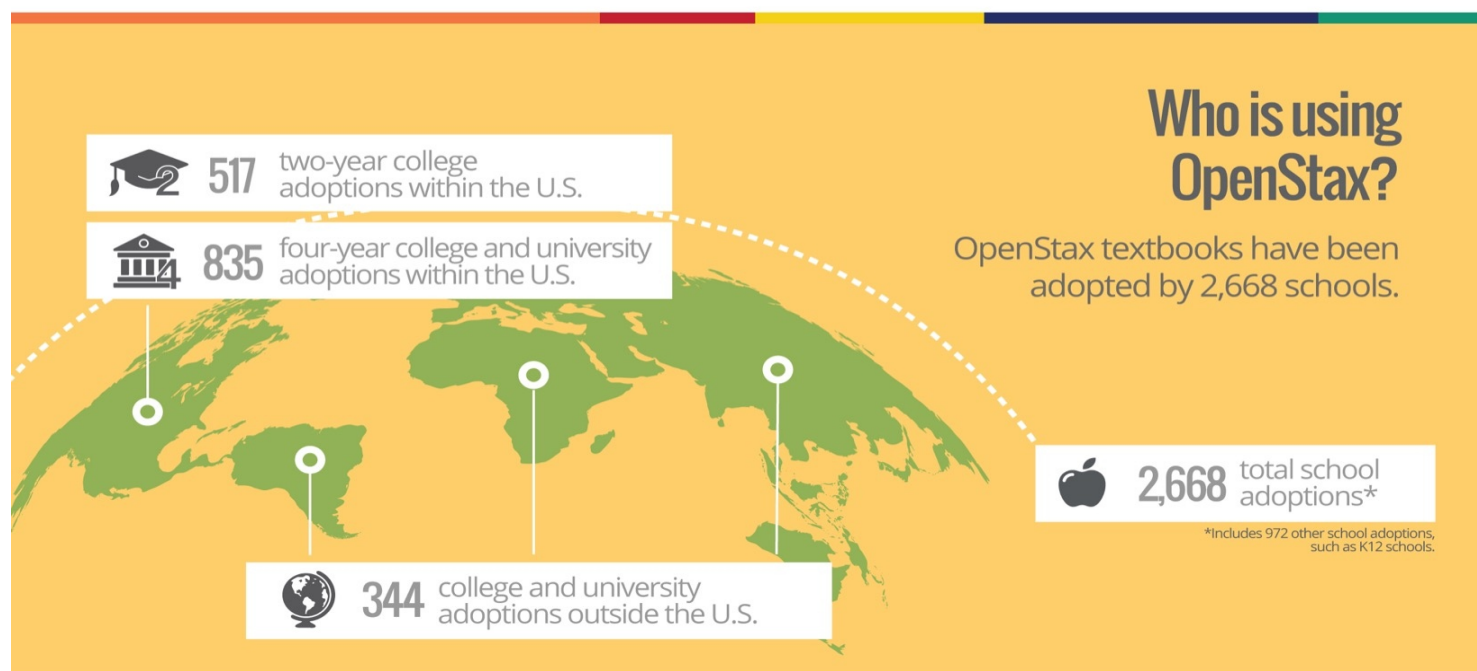 Who is using
OpenStax?
OpenStax textbooks have been
adopted by 2,668 schools.
2
517
two-year college
adoptions within the U.S.
4
835
four-year college and university
adoptions within the U.S.
344
college and university
adoptions outside the U.S.
2,668
total school
adoptions*
*Includes 972 other school adoptions,
such as K12 schools.